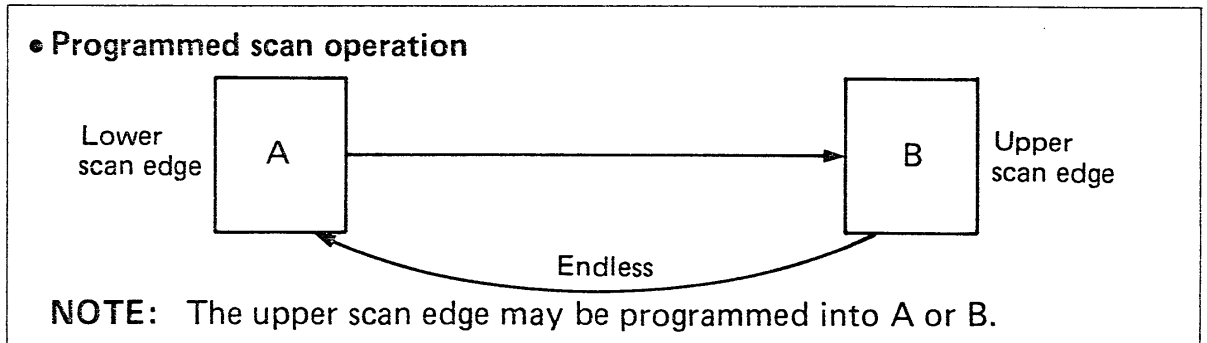 • Programmed scan operation
Lower
scan edge
A
B
Upper
scan edge
Endless
NOTE: The upper scan edge may be programmed into A or B.